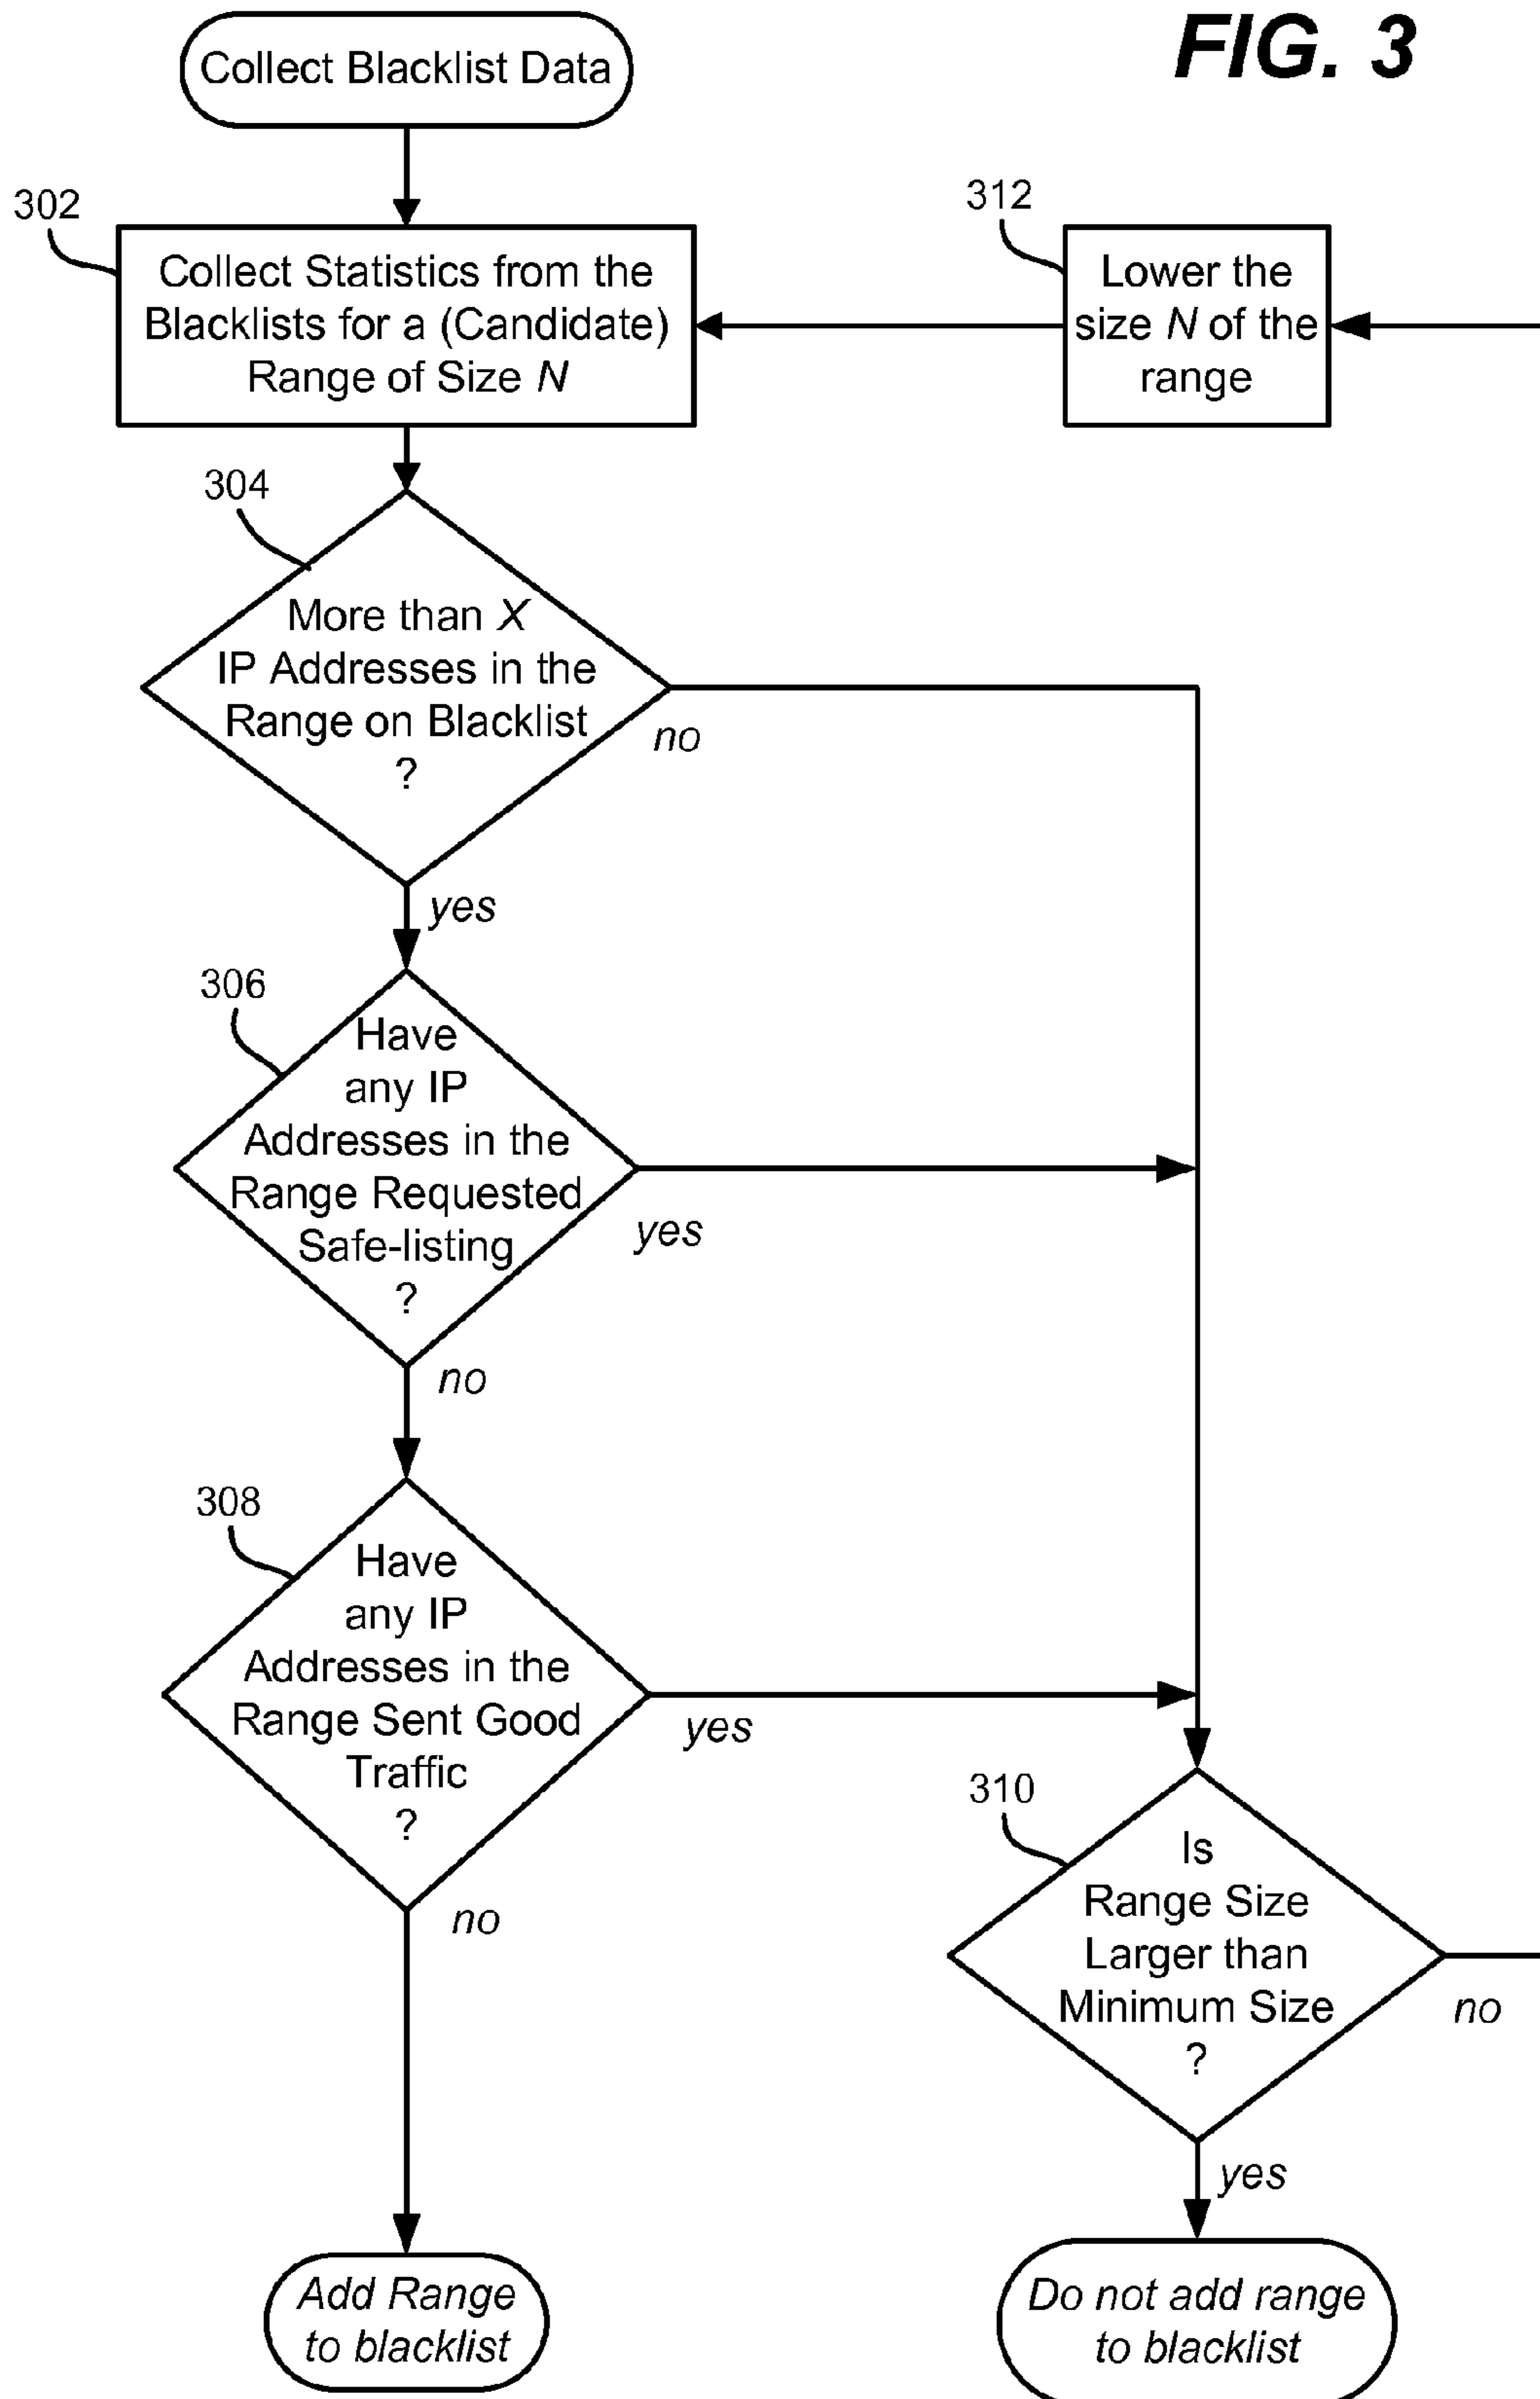 FIG. 3
Collect Blacklist Data
302
Collect Statistics from the
Blacklists for a (Candidate)
Range of Size N
312
Lower the
size N of the
range
304
More than X
IP Addresses in the
Range on Blacklist
?
no
yes
306
Have
any IP
Addresses in the
Range Requested
Safe-listing
?
yes
no
308
Have
any IP
Addresses in the
Range Sent Good
Traffic
?
yes
no
310
Is
Range Size
Larger than
Minimum Size
?
no
yes
Add Range
to blacklist
Do not add range
to blacklist